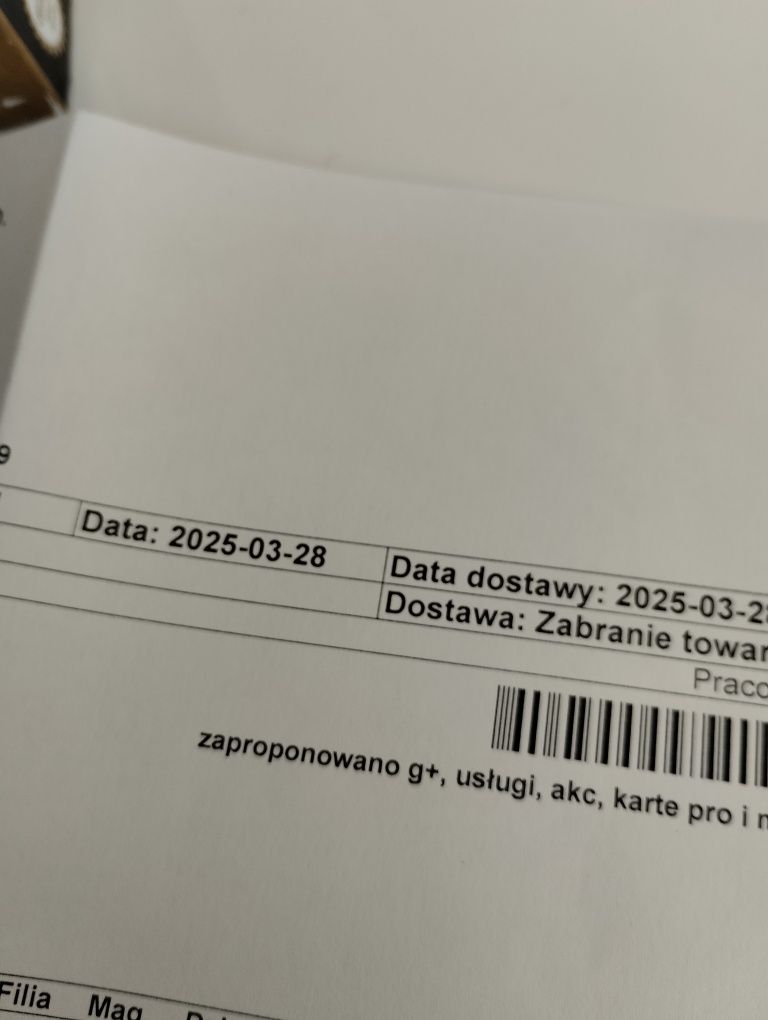 9
Data: 2025-03-28
Data dostawy: 2025-03-2
Dostawa: Zabranie towar
Praco
zaproponowano g+, usługi, akc, karte pro i
Filia Mag